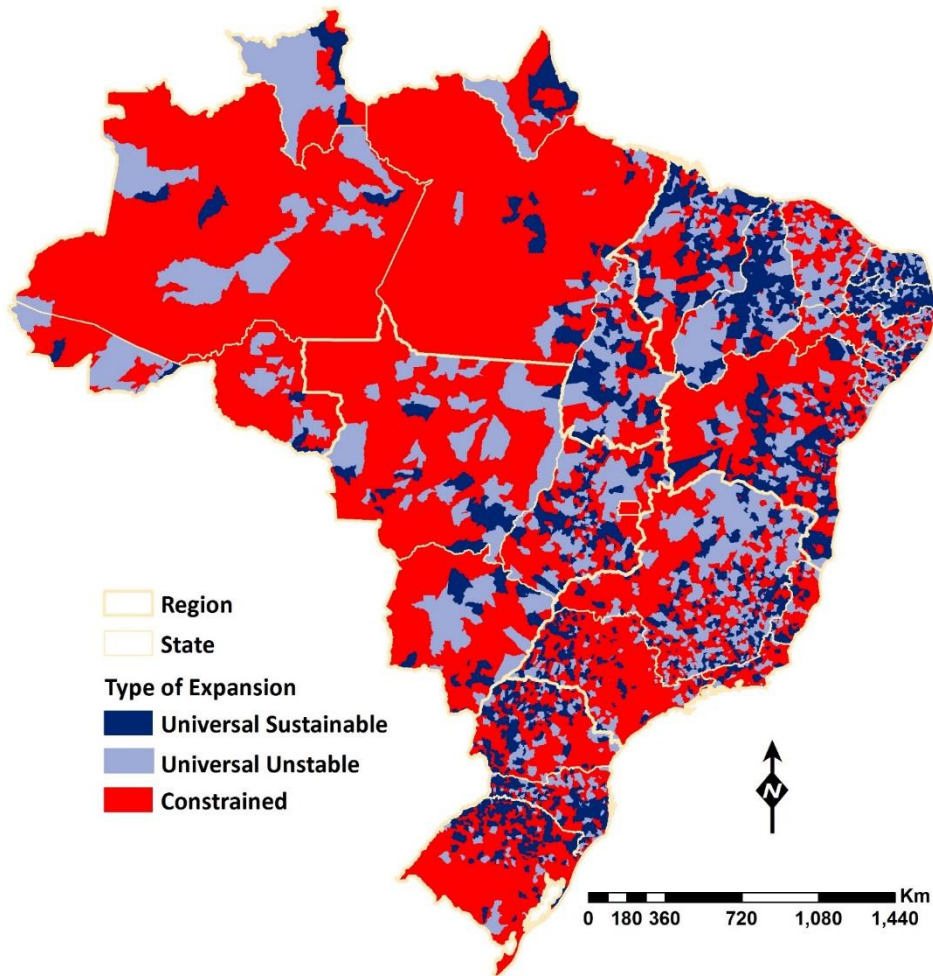 Region
State
Type of Expansion
Universal Sustainable
Universal Unstable
Constrained
N
Km
0 180 360 720 1,080 1,440